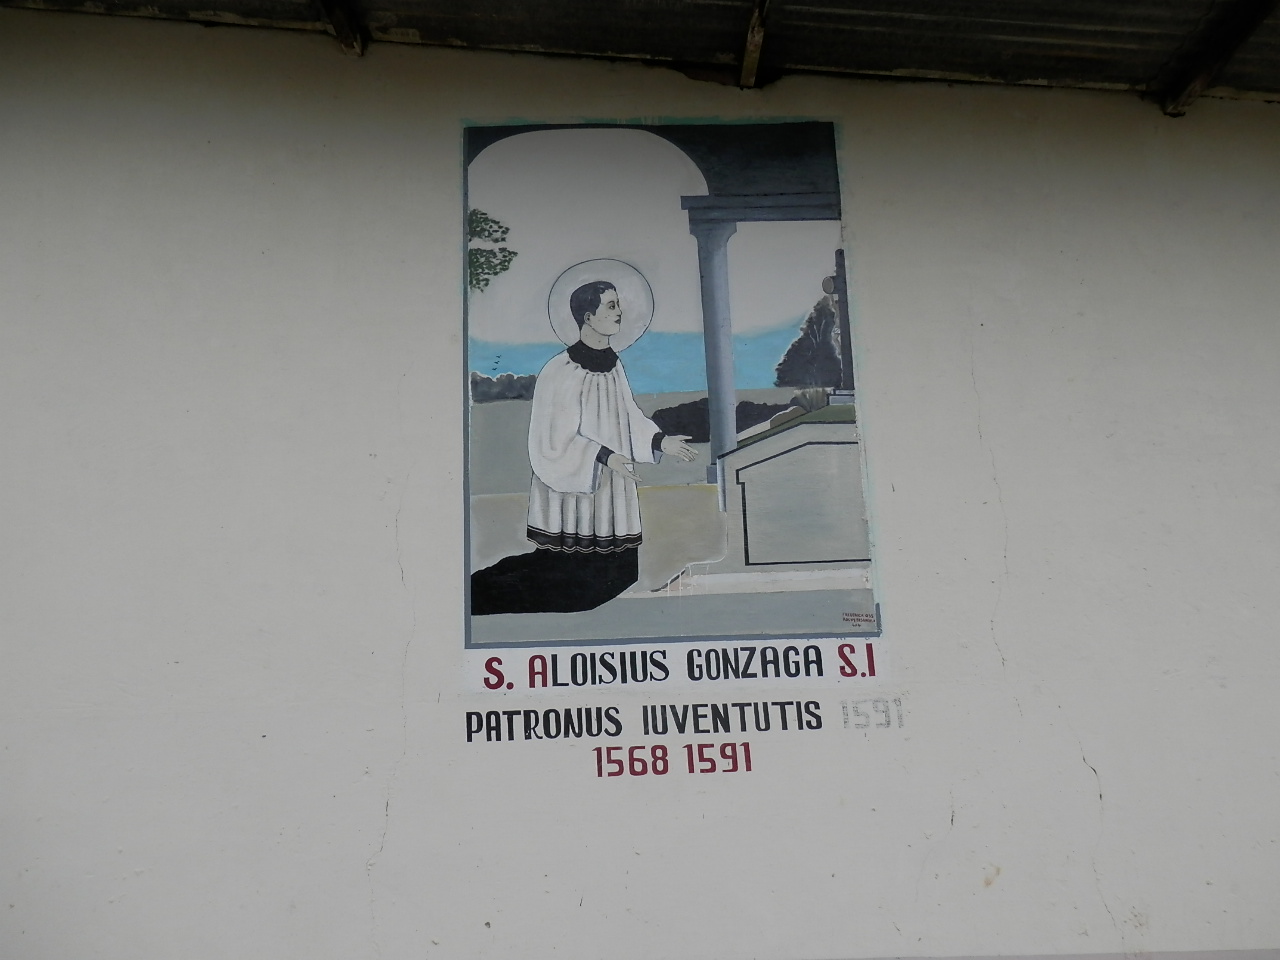 S. ALOISIUS GONZAGA S.I
PATRONUS IUVENTUTIS 1591
1568 1591